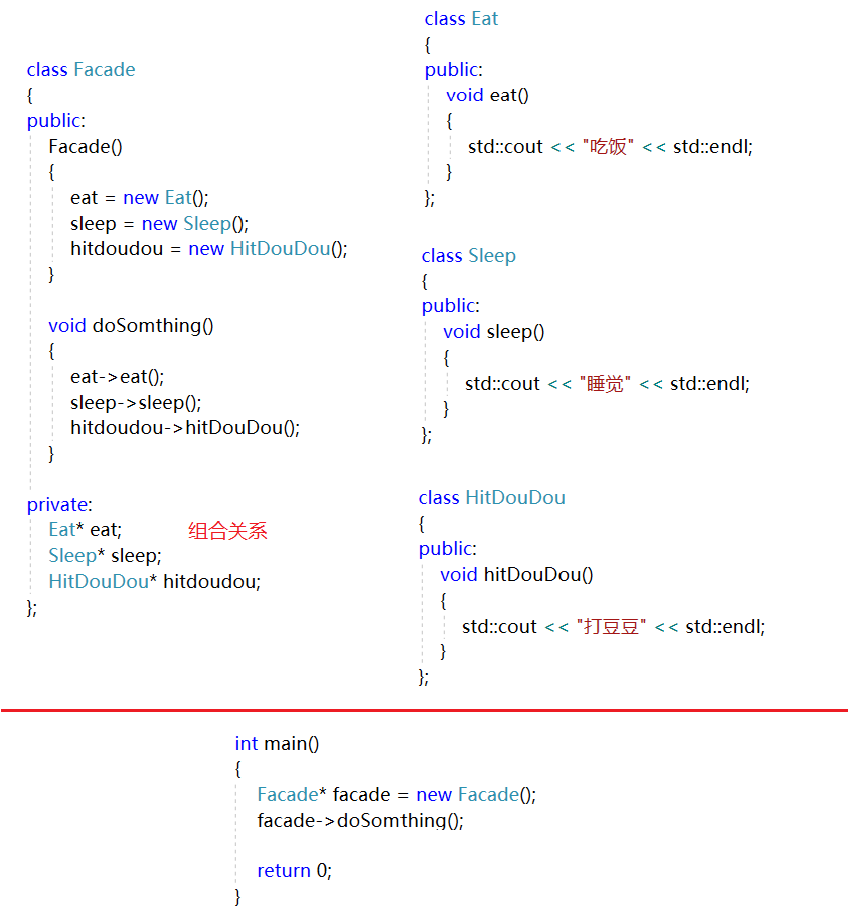 class Facade
{
public:
Facade()
{
eat = new Eat();
sleep = new Sleep();
hitdoudou = new HitDouDou();
}
void doSomthing()
{
eat->eat();
sleep->sleep();
hitdoudou->hitDouDou();
}
private:
Eat* eat;
组合关系
Sleep* sleep;
HitDouDou* hitdoudou;
};
class Eat
{
public:
void eat()
{
std::cout << "吃饭" << std::endl;
}
};
class Sleep
{
public:
void sleep()
{
std::cout << "睡觉" << std::endl;
}
};
class HitDouDou
{
public:
void hitDouDou()
{
std::cout << "打豆豆" << std::endl;
}
};
int main()
{
Facade* facade = new Facade();
facade->doSomthing();
return 0;
}